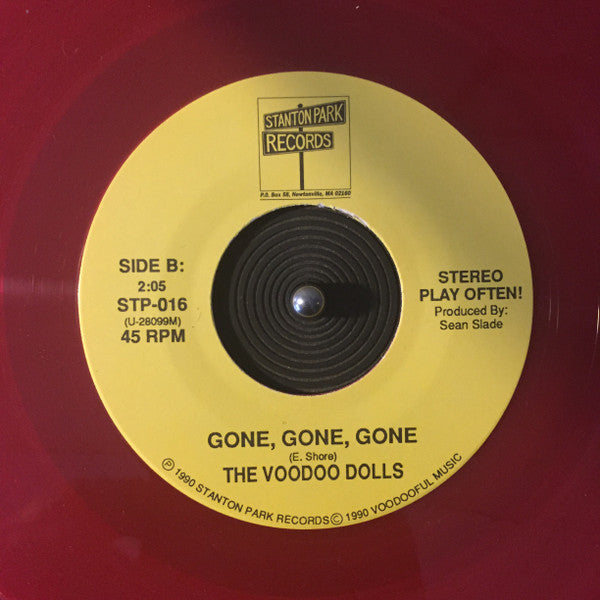 STANTON PARK
RECORDS
P.O. Box 58, Newtonville, MA 02160
SIDE B:
2:05
STP-016
(U-28099M)
45 RPM
STEREO
PLAY OFTEN!
Produced By:
Sean Slade
GONE, GONE, GONE
(E. Shore)
THE VOODOO DOLLS
Ⓟ 1990 STANTON PARK RECORDS © 1990 VOODOOFUL MUSIC